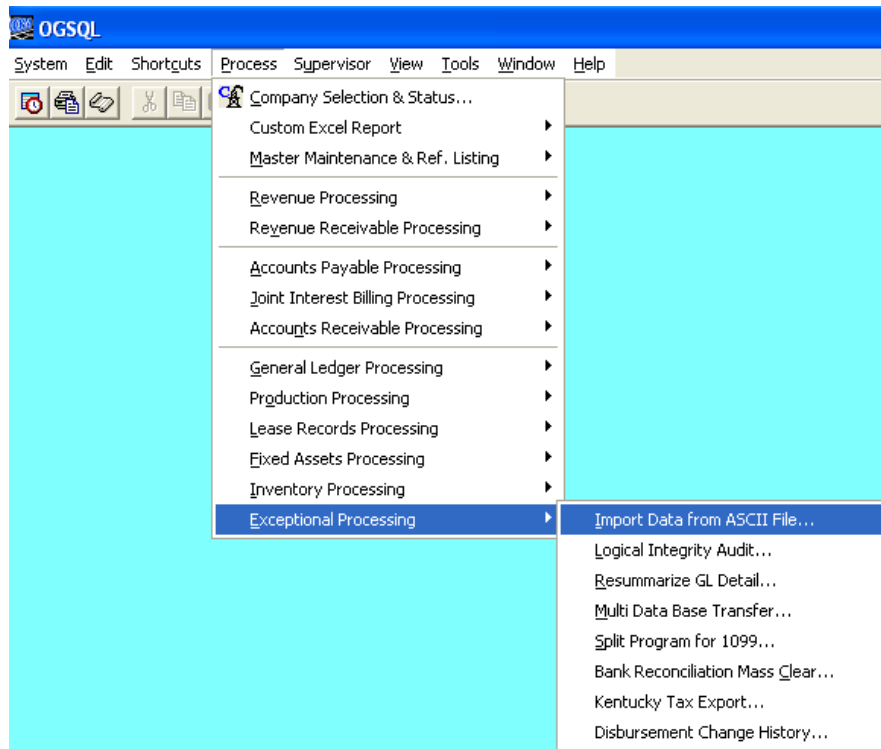 OGSQL
System Edit Shortcuts Process Supervisor View Tools Window Help
Company Selection & Status...
Custom Excel Report
Master Maintenance & Ref. Listing
Revenue Processing
Revenue Receivable Processing
Accounts Payable Processing
Joint Interest Billing Processing
Accounts Receivable Processing
General Ledger Processing
Production Processing
Lease Records Processing
Fixed Assets Processing
Inventory Processing
Exceptional Processing
Import Data from ASCII File...
Logical Integrity Audit...
Resummarize GL Detail...
Multi Data Base Transfer...
Split Program for 1099...
Bank Reconciliation Mass Clear...
Kentucky Tax Export...
Disbursement Change History...